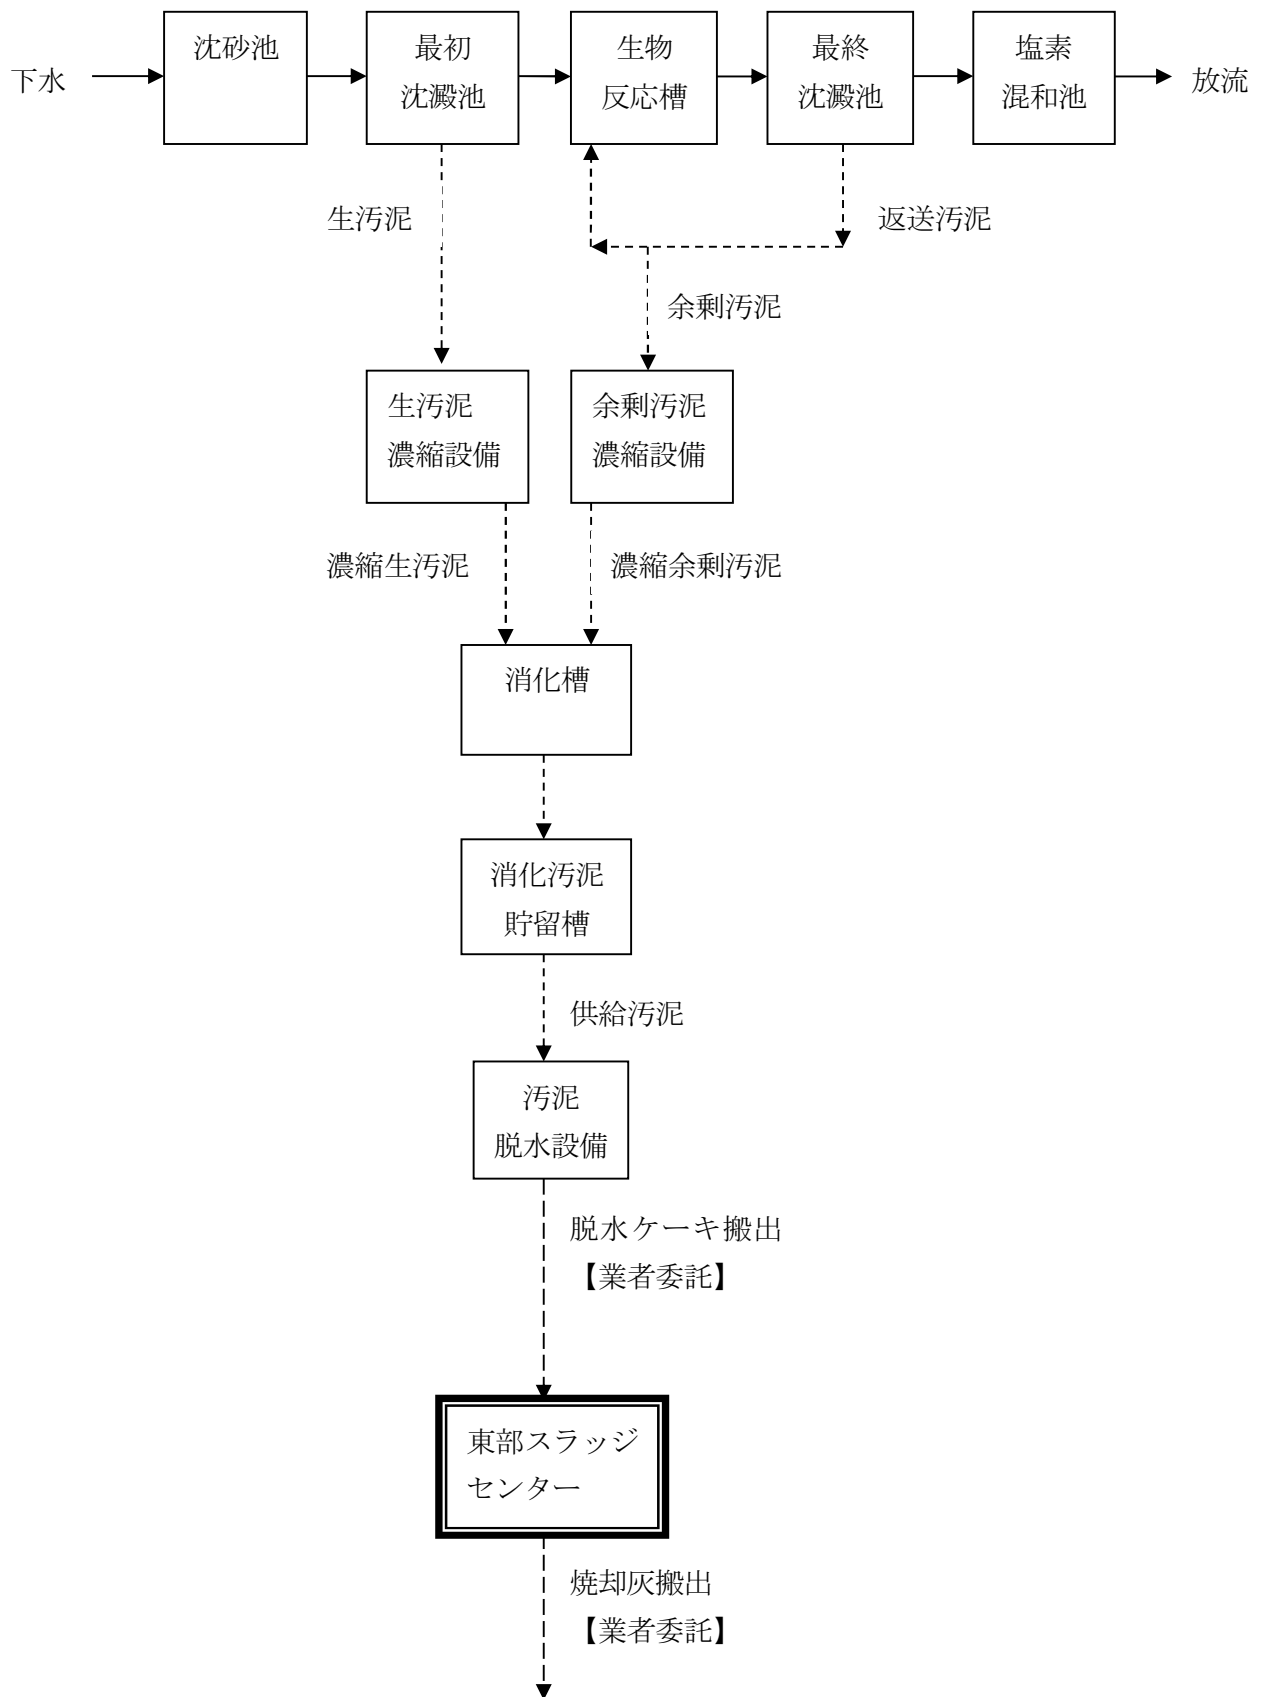 下水
沈砂池
最初
沈澱池
生物
反応槽
最終
沈澱池
塩素
混和池
放流
生汚泥
返送汚泥
余剰汚泥
生汚泥
濃縮設備
余剰汚泥
濃縮設備
濃縮生汚泥
濃縮余剰汚泥
消化槽
消化汚泥
貯留槽
供給汚泥
汚泥
脱水設備
脱水ケーキ搬出
【業者委託】
東部スラッジ
センター
焼却灰搬出
【業者委託】